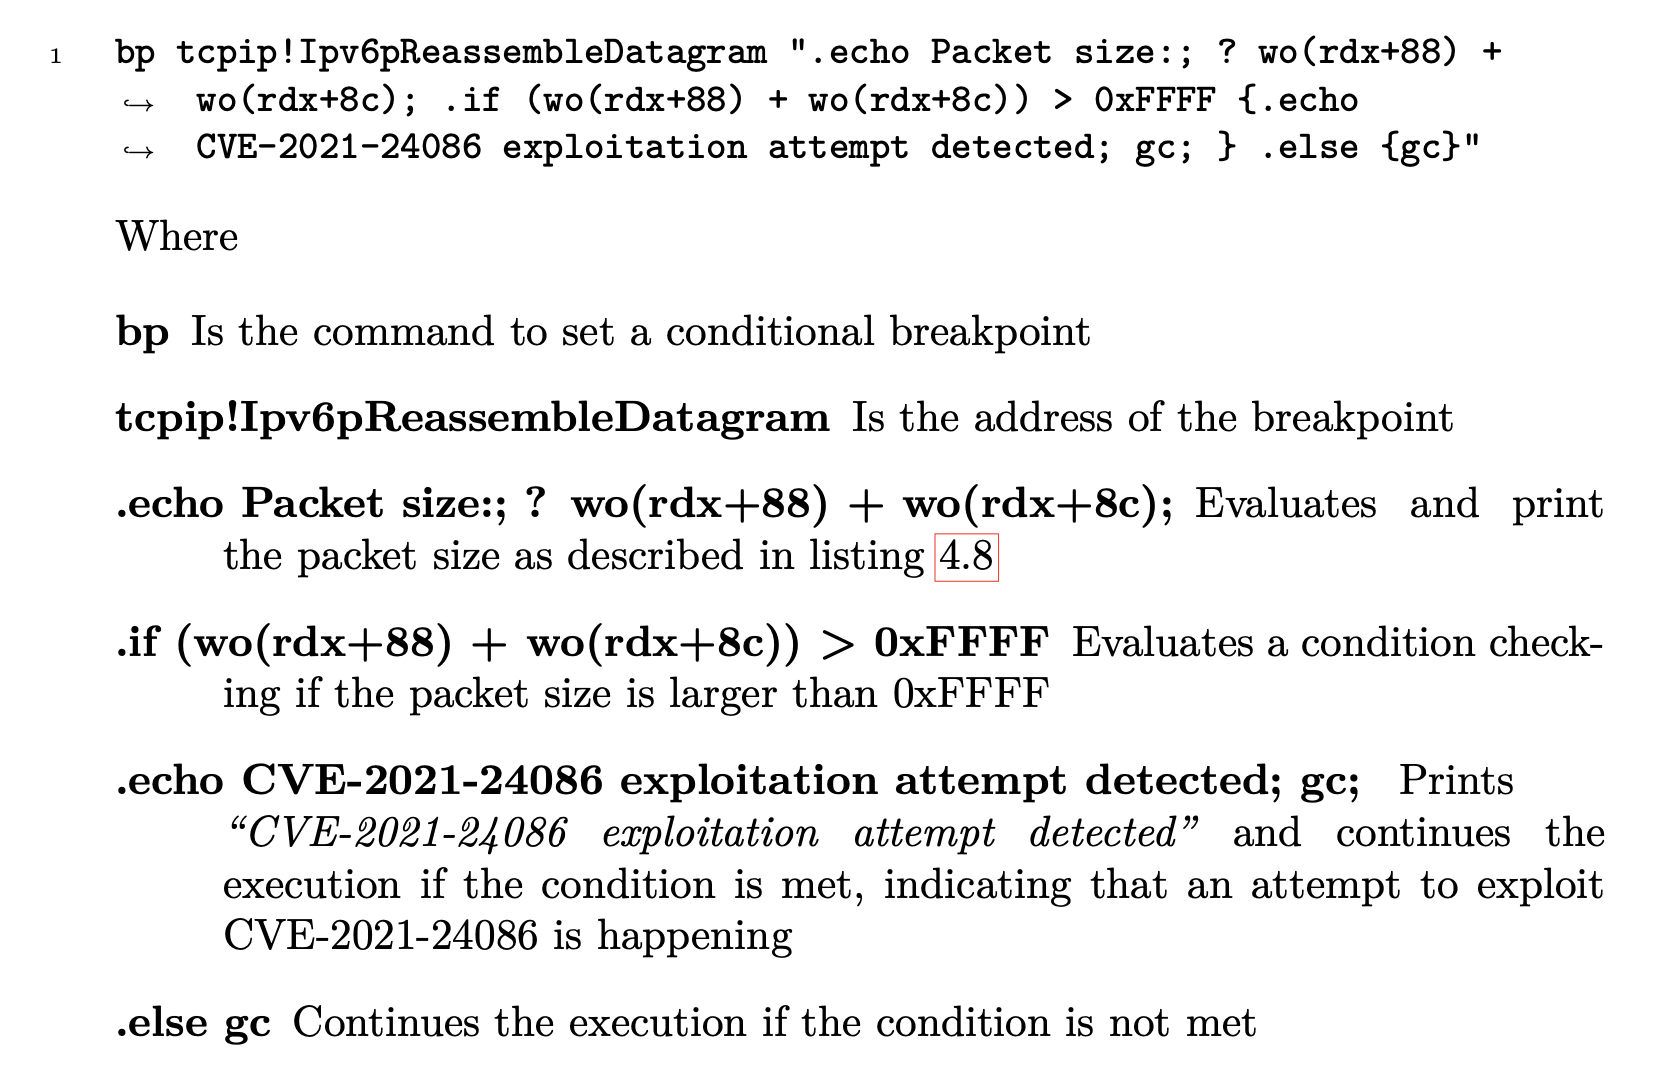 1 bp tcpip!Ipv6pReassembleDatagram ".echo Packet size:; ? wo(rdx+88) +
↪ wo(rdx+8c); .if (wo(rdx+88) + wo(rdx+8c)) > 0xFFFF {.echo
↪ CVE-2021-24086 exploitation attempt detected; gc; } .else {gc}"
Where
bp Is the command to set a conditional breakpoint
tcpip!Ipv6pReassembleDatagram Is the address of the breakpoint
.echo Packet size:; ? wo(rdx+88) + wo(rdx+8c); Evaluates and print
the packet size as described in listing 4.8
.if (wo(rdx+88) + wo(rdx+8c)) > 0xFFFF Evaluates a condition check-
ing if the packet size is larger than 0xFFFF
.echo CVE-2021-24086 exploitation attempt detected; gc; Prints
“CVE-2021-24086 exploitation attempt detected” and continues the
execution if the condition is met, indicating that an attempt to exploit
CVE-2021-24086 is happening
.else gc Continues the execution if the condition is not met